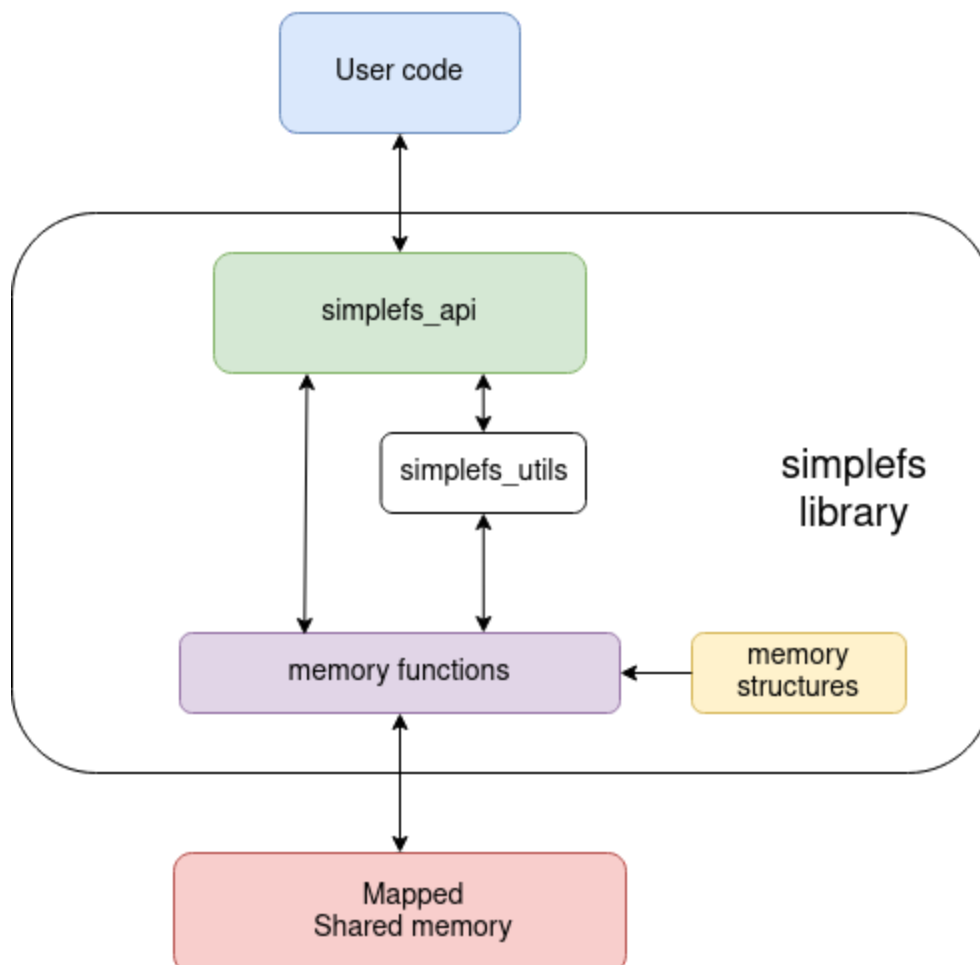 User code
simplefs_api
simplefs_utils
simplefs
library
memory functions
memory
structures
Mapped
Shared memory